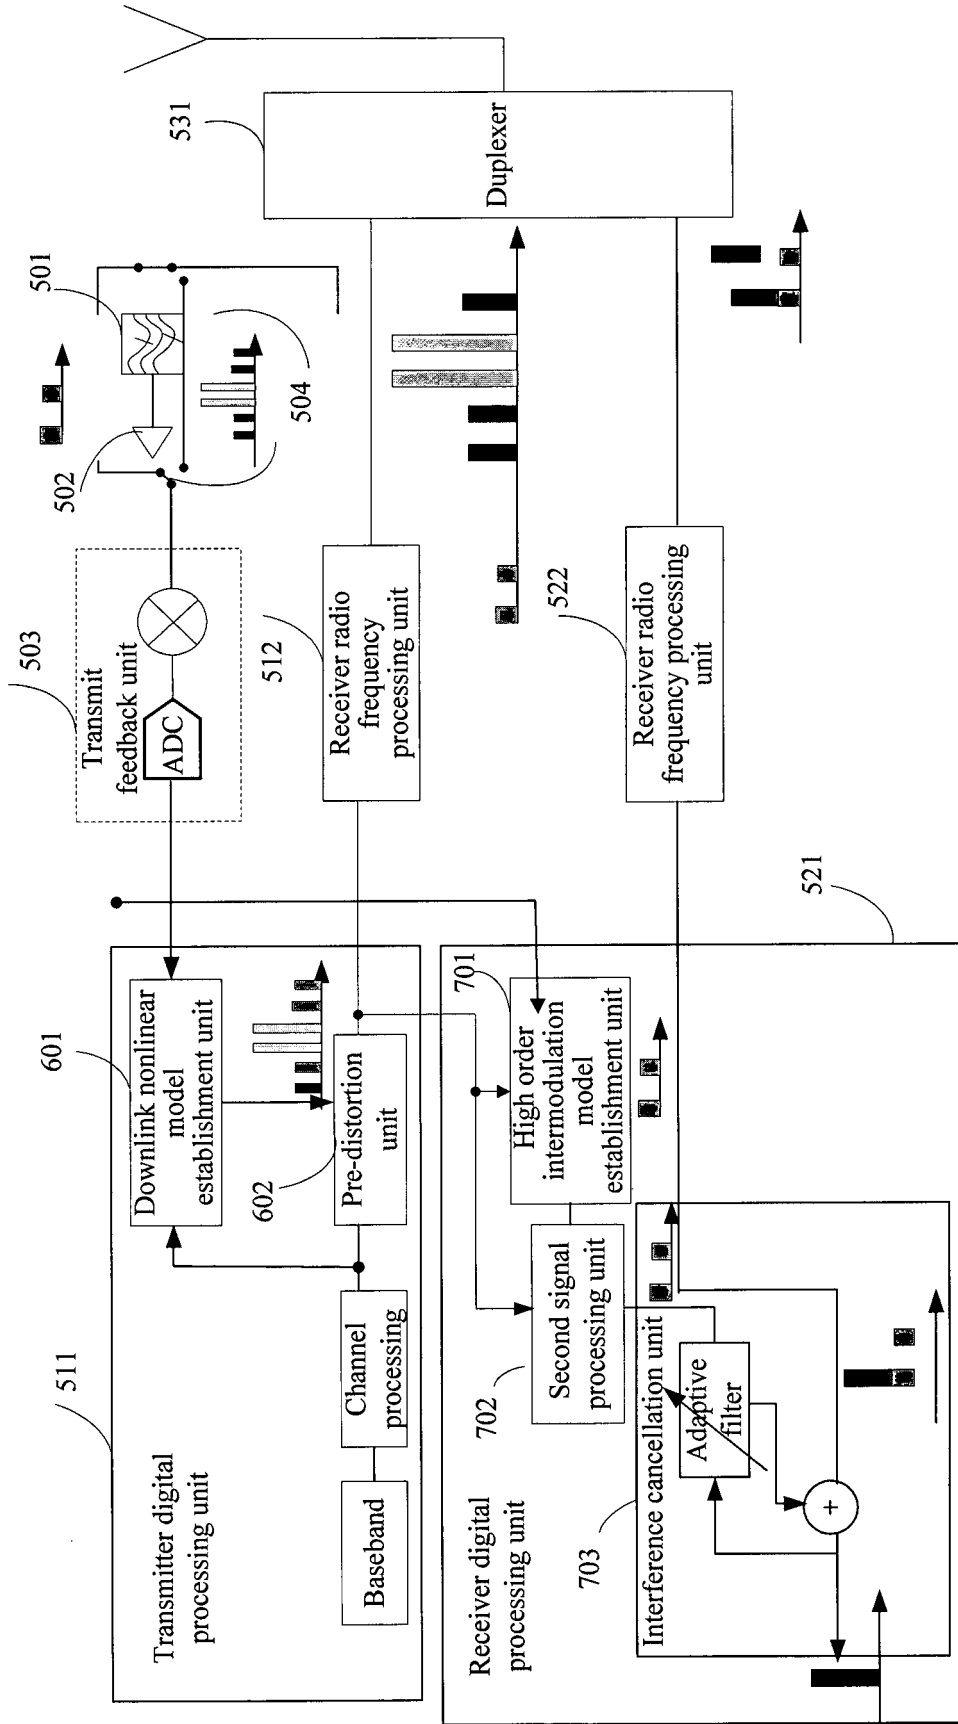 511
Transmitter digital
processing unit
Baseband
Channel
processing
601
Downlink nonlinear
model
establishment unit
602
Pre-distortion
unit
503
Transmit
feedback unit
ADC
502
501
504
512
Receiver radio
frequency
processing unit
531
Duplexer
Receiver digital
processing unit
702
Second signal
processing unit
701
High order
intermodulation
model
establishment unit
703
Interference cancellation unit
Adaptive
filter
+
521
522
Receiver radio
frequency processing
unit